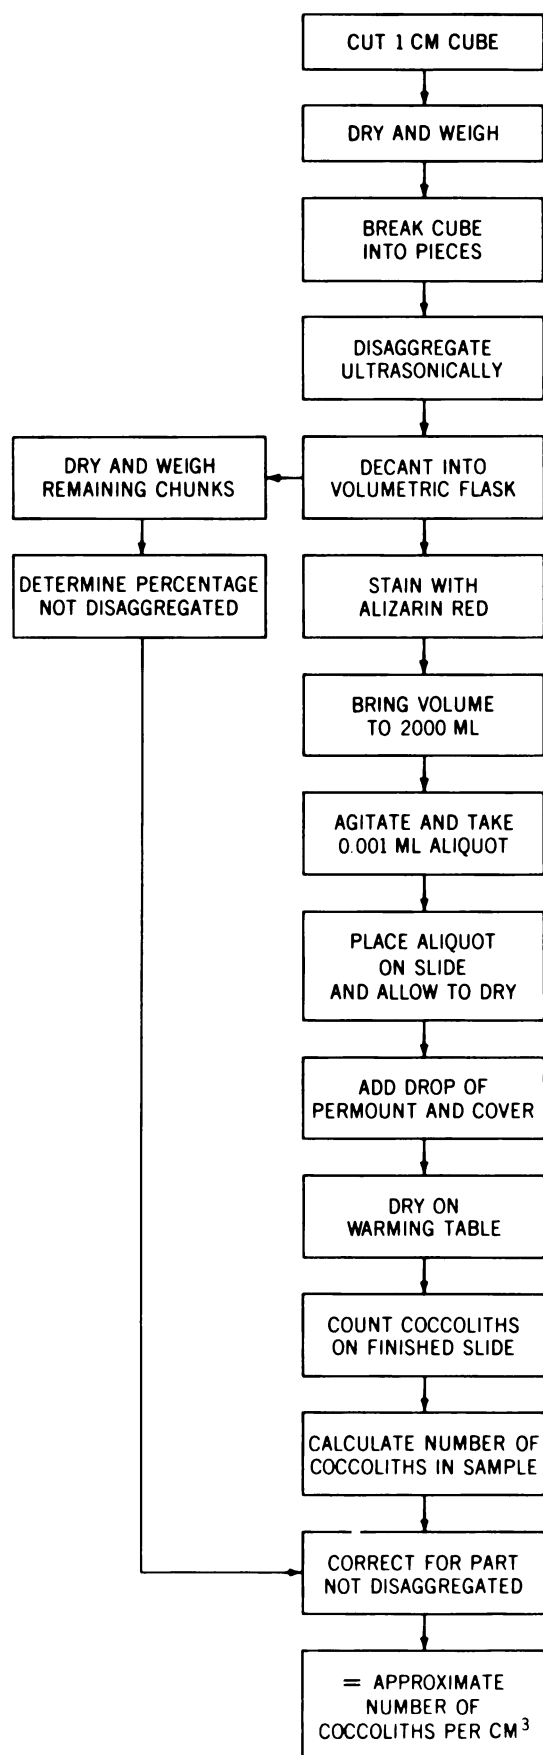 CUT 1 CM CUBE
DRY AND WEIGH
BREAK CUBE
INTO PIECES
DISAGGREGATE
ULTRASONICALLY
DRY AND WEIGH
REMAINING CHUNKS
DECANT INTO
VOLUMETRIC FLASK
DETERMINE PERCENTAGE
NOT DISAGGREGATED
STAIN WITH
ALIZARIN RED
BRING VOLUME
TO 2000 ML
AGITATE AND TAKE
0.001 ML ALIQUOT
PLACE ALIQUOT
ON SLIDE
AND ALLOW TO DRY
ADD DROP OF
PERMOUNT AND COVER
DRY ON
WARMING TABLE
COUNT COCCOLITHS
ON FINISHED SLIDE
CALCULATE NUMBER OF
COCCOLITHS IN SAMPLE
CORRECT FOR PART
NOT DISAGGREGATED
= APPROXIMATE
NUMBER OF
COCCOLITHS PER CM³